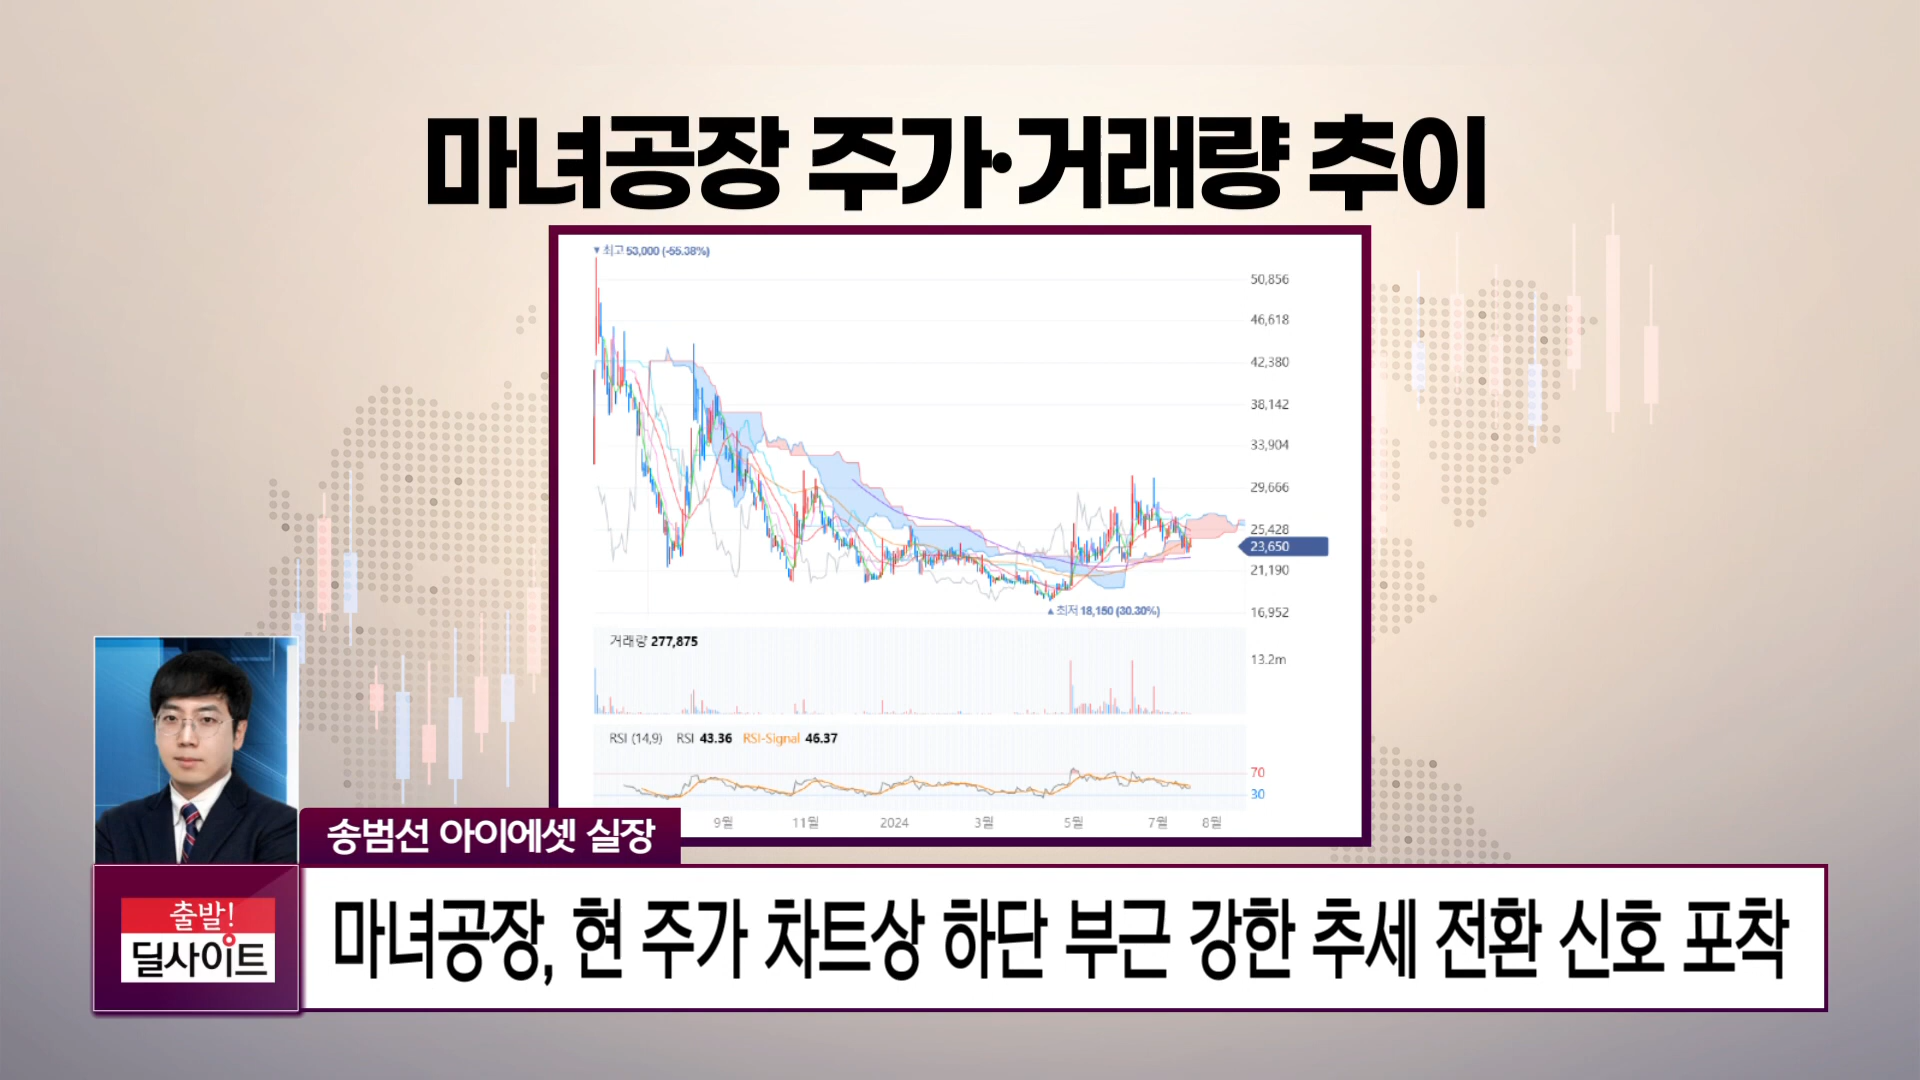 마녀공장 주가·거래량 추이
▼최고 53,000 (-55.38%)
50,856
46,618
42,380
38,142
33,904
29,666
25,428
23,650
21,190
16,952
▲최저 18,150 (30.30%)
거래량 277,875
13.2m
RSI (14,9) RSI 43.36 RSI-Signal 46.37
70
30
9월 11월 2024 3월 5월 7월 8월
송범선 아이에셋 실장
출발!
딜사이트
마녀공장, 현 주가 차트상 하단 부근 강한 추세 전환 신호 포착